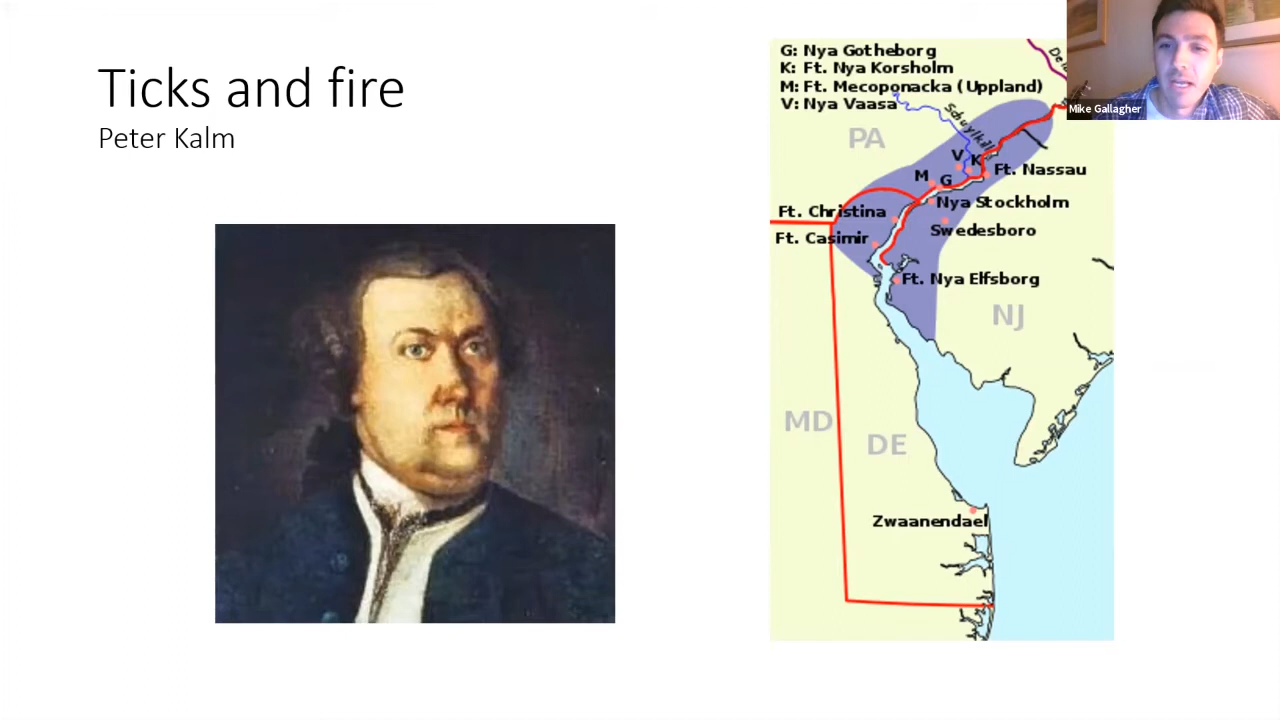 Ticks and fire
Peter Kalm
G: Nya Gotheborg
K: Ft. Nya Korsholm
M: Ft. Mecoponacka (Uppland)
V: Nya Vaasa
Schuylkill
PA
V
K
Ft. Nassau
M
G
Nya Stockholm
Ft. Christina
Swedesboro
Ft. Casimir
Ft. Nya Elfsborg
NJ
MD
DE
Zwaanendael
Mike Gallagher